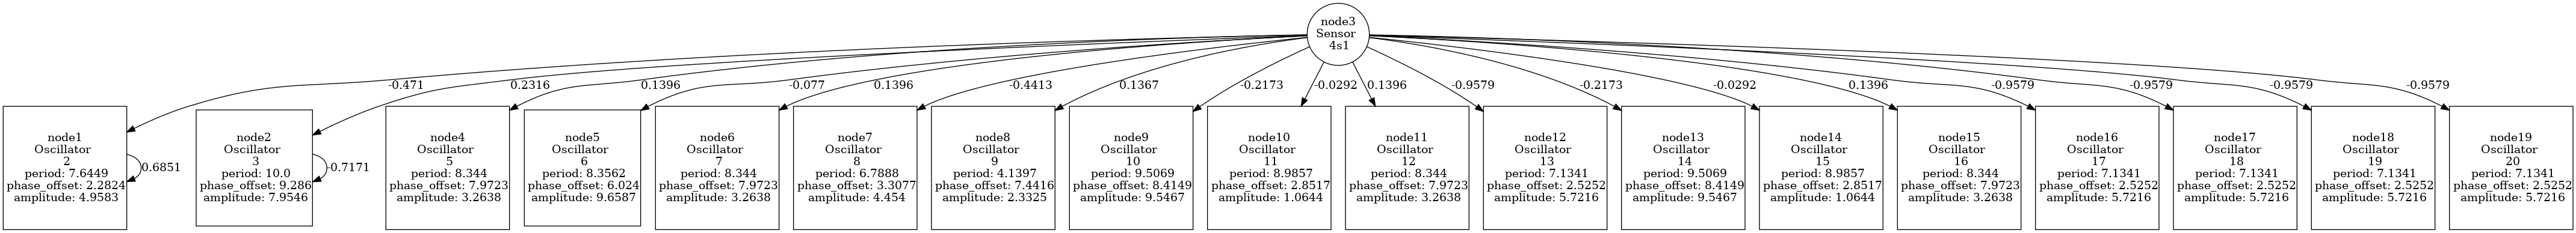 node3
Sensor
4s1
-0.471
0.2316
0.1396
-0.077
0.1396
-0.4413
0.1367
-0.2173
-0.0292
0.1396
-0.9579
-0.2173
-0.0292
0.1396
-0.9579
-0.9579
-0.9579
-0.9579
node1
Oscillator
2
period: 7.6449
phase_offset: 2.2824
amplitude: 4.9583
0.6851
node2
Oscillator
3
period: 10.0
phase_offset: 9.286
amplitude: 7.9546
-0.7171
node4
Oscillator
5
period: 8.344
phase_offset: 7.9723
amplitude: 3.2638
node5
Oscillator
6
period: 8.3562
phase_offset: 6.024
amplitude: 9.6587
node6
Oscillator
7
period: 8.344
phase_offset: 7.9723
amplitude: 3.2638
node7
Oscillator
8
period: 6.7888
phase_offset: 3.3077
amplitude: 4.454
node8
Oscillator
9
period: 4.1397
phase_offset: 7.4416
amplitude: 2.3325
node9
Oscillator
10
period: 9.5069
phase_offset: 8.4149
amplitude: 9.5467
node10
Oscillator
11
period: 8.9857
phase_offset: 2.8517
amplitude: 1.0644
node11
Oscillator
12
period: 8.344
phase_offset: 7.9723
amplitude: 3.2638
node12
Oscillator
13
period: 7.1341
phase_offset: 2.5252
amplitude: 5.7216
node13
Oscillator
14
period: 9.5069
phase_offset: 8.4149
amplitude: 9.5467
node14
Oscillator
15
period: 8.9857
phase_offset: 2.8517
amplitude: 1.0644
node15
Oscillator
16
period: 8.344
phase_offset: 7.9723
amplitude: 3.2638
node16
Oscillator
17
period: 7.1341
phase_offset: 2.5252
amplitude: 5.7216
node17
Oscillator
18
period: 7.1341
phase_offset: 2.5252
amplitude: 5.7216
node18
Oscillator
19
period: 7.1341
phase_offset: 2.5252
amplitude: 5.7216
node19
Oscillator
20
period: 7.1341
phase_offset: 2.5252
amplitude: 5.7216